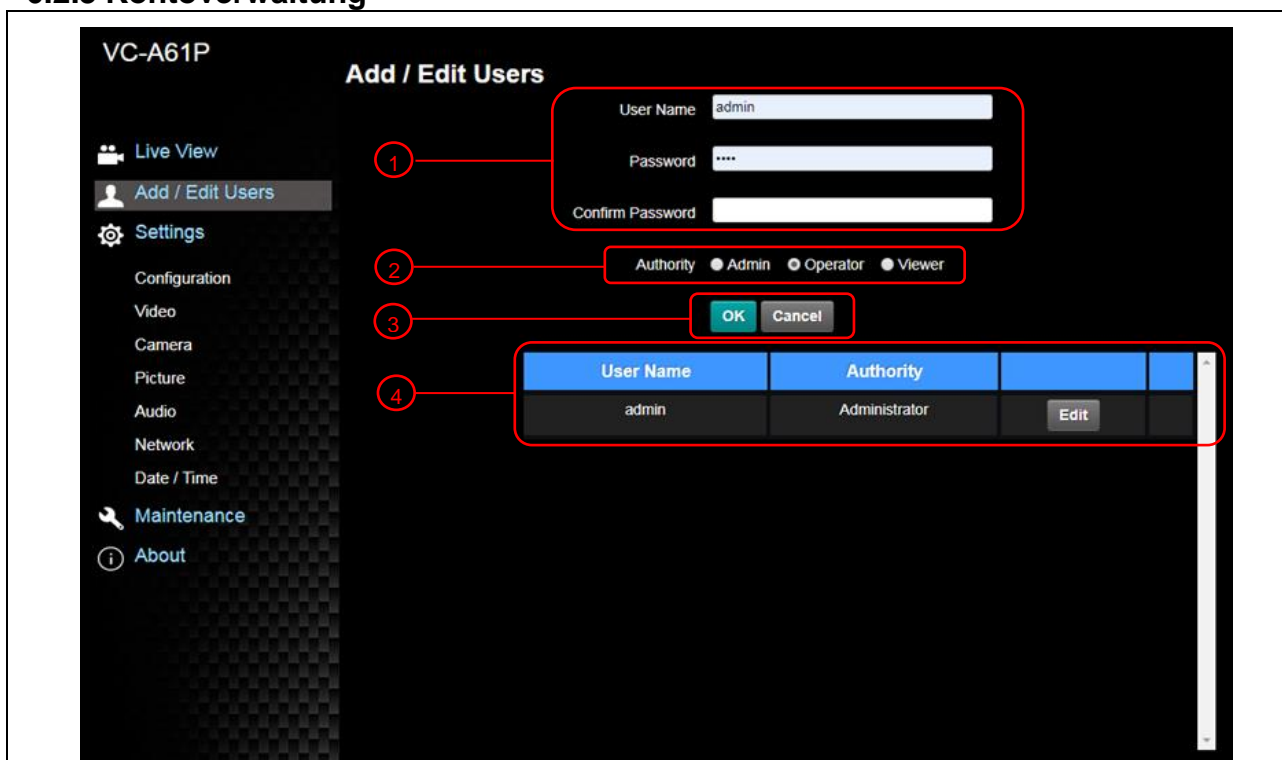 Kontoverwaltung
VC-A61P
Add / Edit Users
User Name admin
Password ••••
Confirm Password
Authority Admin Operator Viewer
OK Cancel
1
2
3
4
User Name Authority
admin Administrator Edit
Live View
Add / Edit Users
Settings
Configuration
Video
Camera
Picture
Audio
Network
Date / Time
Maintenance
About